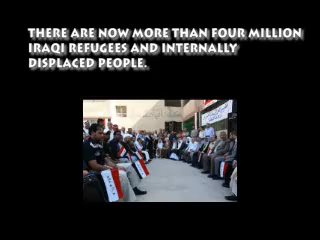 THERE ARE NOW MORE THAN FOUR MILLION
IRAQI REFUGEES AND INTERNALLY
DISPLACED PEOPLE.